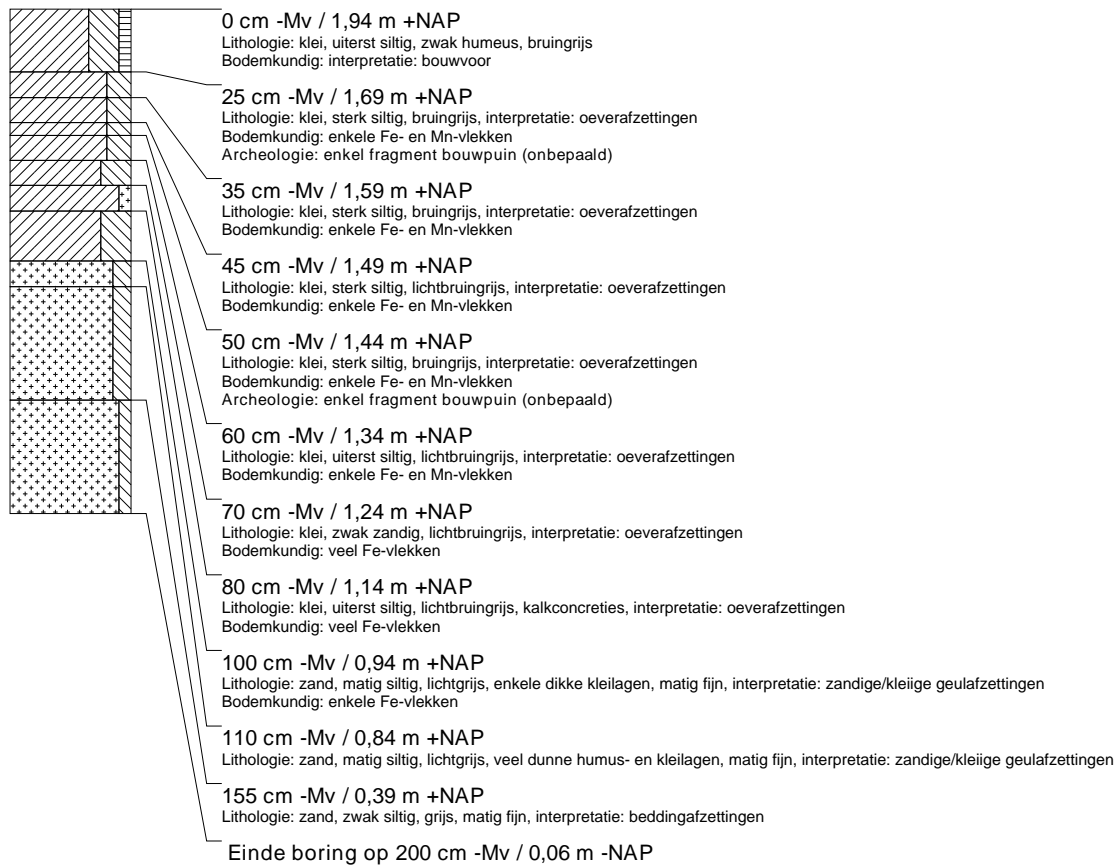 0 cm -Mv / 1,94 m +NAP
Lithologie: klei, uiterst siltig, zwak humeus, bruingrijs
Bodemkundig: interpretatie: bouwvoor
25 cm -Mv / 1,69 m +NAP
Lithologie: klei, sterk siltig, bruingrijs, interpretatie: oeverafzettingen
Bodemkundig: enkele Fe- en Mn-vlekken
Archeologie: enkel fragment bouwpuin (onbepaald)
35 cm -Mv / 1,59 m +NAP
Lithologie: klei, sterk siltig, bruingrijs, interpretatie: oeverafzettingen
Bodemkundig: enkele Fe- en Mn-vlekken
45 cm -Mv / 1,49 m +NAP
Lithologie: klei, sterk siltig, lichtbruingrijs, interpretatie: oeverafzettingen
Bodemkundig: enkele Fe- en Mn-vlekken
50 cm -Mv / 1,44 m +NAP
Lithologie: klei, sterk siltig, bruingrijs, interpretatie: oeverafzettingen
Bodemkundig: enkele Fe- en Mn-vlekken
Archeologie: enkel fragment bouwpuin (onbepaald)
60 cm -Mv / 1,34 m +NAP
Lithologie: klei, uiterst siltig, lichtbruingrijs, interpretatie: oeverafzettingen
Bodemkundig: enkele Fe- en Mn-vlekken
70 cm -Mv / 1,24 m +NAP
Lithologie: klei, zwak zandig, lichtbruingrijs, interpretatie: oeverafzettingen
Bodemkundig: veel Fe-vlekken
80 cm -Mv / 1,14 m +NAP
Lithologie: klei, uiterst siltig, lichtbruingrijs, kalkconcreties, interpretatie: oeverafzettingen
Bodemkundig: veel Fe-vlekken
100 cm -Mv / 0,94 m +NAP
Lithologie: zand, matig siltig, lichtgrijs, enkele dikke kleilagen, matig fijn, interpretatie: zandige/kleiige geulafzettingen
Bodemkundig: enkele Fe-vlekken
110 cm -Mv / 0,84 m +NAP
Lithologie: zand, matig siltig, lichtgrijs, veel dunne humus- en kleilagen, matig fijn, interpretatie: zandige/kleiige geulafzettingen
155 cm -Mv / 0,39 m +NAP
Lithologie: zand, zwak siltig, grijs, matig fijn, interpretatie: beddingafzettingen
Einde boring op 200 cm -Mv / 0,06 m -NAP